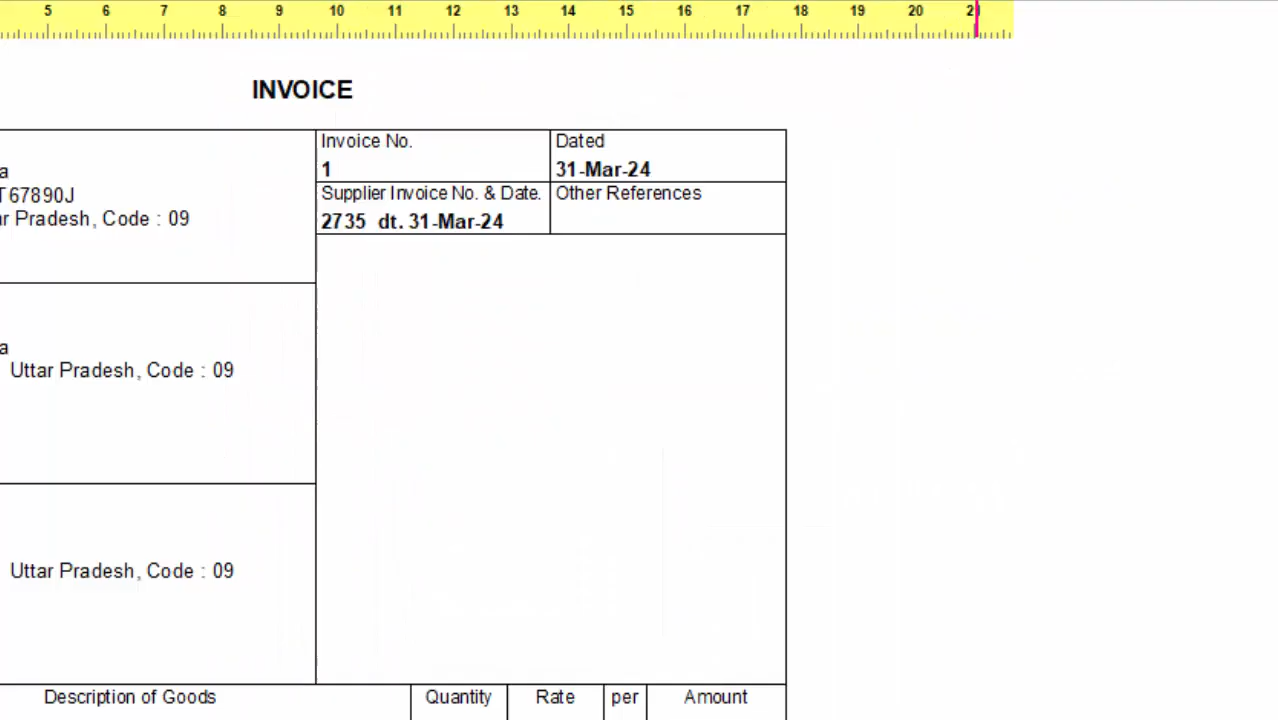 5 6 7 8 9 10 11 12 13 14 15 16 17 18 19 20
INVOICE
Invoice No.
1
Dated
31-Mar-24
Supplier Invoice No. & Date.
2735 dt. 31-Mar-24
Other References
a
T67890J
ar Pradesh, Code : 09
a
Uttar Pradesh, Code : 09
Uttar Pradesh, Code : 09
Description of Goods Quantity Rate per Amount